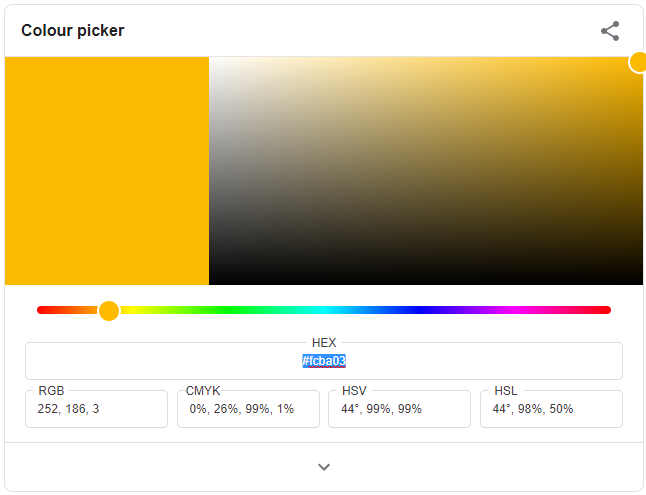 Colour picker
HEX
#fcba03
RGB
252, 186, 3
CMYK
0%, 26%, 99%, 1%
HSV
44°, 99%, 99%
HSL
44°, 98%, 50%